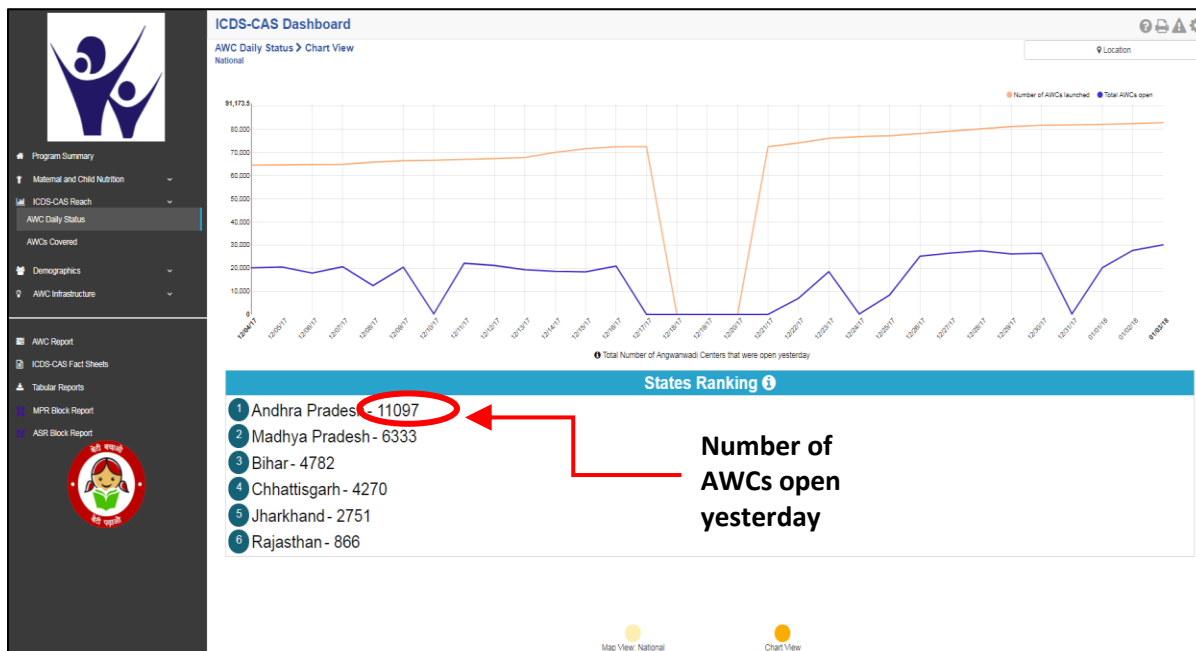 ICDS-CAS Dashboard
AWC Daily Status > Chart View
National
Location
Number of AWCs launched Total AWCs open
91,173.5
80,000
70,000
60,000
50,000
40,000
30,000
20,000
10,000
0
12/04/17 12/05/17 12/06/17 12/07/17 12/08/17 12/09/17 12/10/17 12/11/17 12/12/17 12/13/17 12/14/17 12/15/17 12/16/17 12/17/17 12/18/17 12/19/17 12/20/17 12/21/17 12/22/17 12/23/17 12/24/17 12/25/17 12/26/17 12/27/17 12/28/17 12/29/17 12/30/17 12/31/17 01/01/18 01/02/18 01/03/18
Total Number of Angwanwadi Centers that were open yesterday
Program Summary
Maternal and Child Nutrition
ICDS-CAS Reach
AWC Daily Status
AWCs Covered
Demographics
AWC Infrastructure
AWC Report
ICDS-CAS Fact Sheets
Tabular Reports
MPR Block Report
ASR Block Report
बेटी बचाओ
बेटी पढ़ाओ
States Ranking
1 Andhra Pradesh - 11097
2 Madhya Pradesh - 6333
3 Bihar - 4782
4 Chhattisgarh - 4270
5 Jharkhand - 2751
6 Rajasthan - 866
Number of
AWCs open
yesterday
Map View: National
Chart View